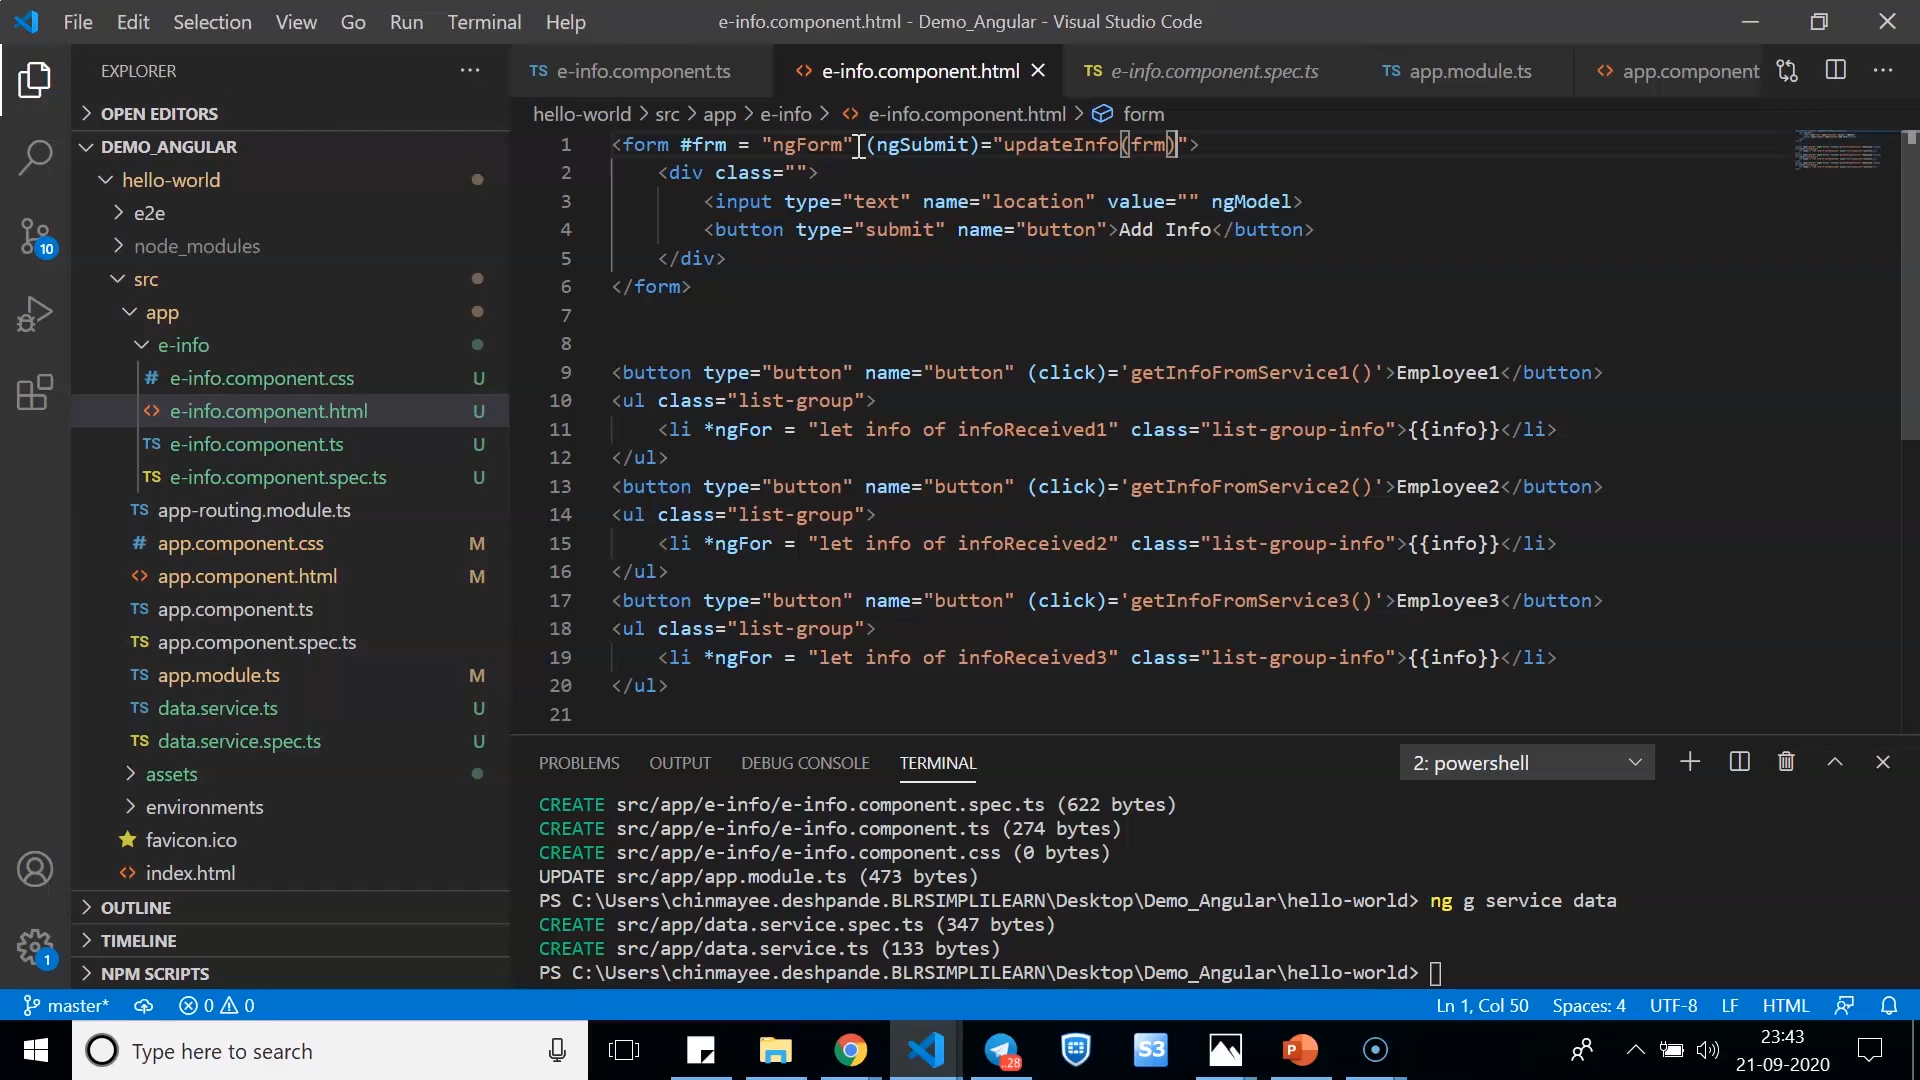 File Edit Selection View Go Run Terminal Help e-info.component.html - Demo_Angular - Visual Studio Code
EXPLORER
OPEN EDITORS
DEMO_ANGULAR
hello-world
e2e
node_modules
src
app
e-info
e-info.component.css U
e-info.component.html U
TS e-info.component.ts U
TS e-info.component.spec.ts U
TS app-routing.module.ts
app.component.css M
app.component.html M
TS app.component.ts
TS app.component.spec.ts
TS app.module.ts M
TS data.service.ts U
TS data.service.spec.ts U
assets
environments
favicon.ico
index.html
OUTLINE
TIMELINE
NPM SCRIPTS
10
1
TS e-info.component.ts e-info.component.html TS e-info.component.spec.ts TS app.module.ts app.component
hello-world > src > app > e-info > e-info.component.html > form
1 <form #frm = "ngForm" (ngSubmit)="updateInfo(frm)">
2 <div class="">
3 <input type="text" name="location" value="" ngModel>
4 <button type="submit" name="button">Add Info</button>
5 </div>
6 </form>
7
8
9 <button type="button" name="button" (click)='getInfoFromService1()'>Employee1</button>
10 <ul class="list-group">
11 <li *ngFor = "let info of infoReceived1" class="list-group-info">{{info}}</li>
12 </ul>
13 <button type="button" name="button" (click)='getInfoFromService2()'>Employee2</button>
14 <ul class="list-group">
15 <li *ngFor = "let info of infoReceived2" class="list-group-info">{{info}}</li>
16 </ul>
17 <button type="button" name="button" (click)='getInfoFromService3()'>Employee3</button>
18 <ul class="list-group">
19 <li *ngFor = "let info of infoReceived3" class="list-group-info">{{info}}</li>
20 </ul>
21
PROBLEMS OUTPUT DEBUG CONSOLE TERMINAL 2: powershell
CREATE src/app/e-info/e-info.component.spec.ts (622 bytes)
CREATE src/app/e-info/e-info.component.ts (274 bytes)
CREATE src/app/e-info/e-info.component.css (0 bytes)
UPDATE src/app/app.module.ts (473 bytes)
PS C:\Users\chinmayee.deshpande.BLRSIMPLILEARN\Desktop\Demo_Angular\hello-world> ng g service data
CREATE src/app/data.service.spec.ts (347 bytes)
CREATE src/app/data.service.ts (133 bytes)
PS C:\Users\chinmayee.deshpande.BLRSIMPLILEARN\Desktop\Demo_Angular\hello-world>
master* 0 0 Ln 1, Col 50 Spaces: 4 UTF-8 LF HTML
Type here to search
..28
S3
P
23:43
21-09-2020